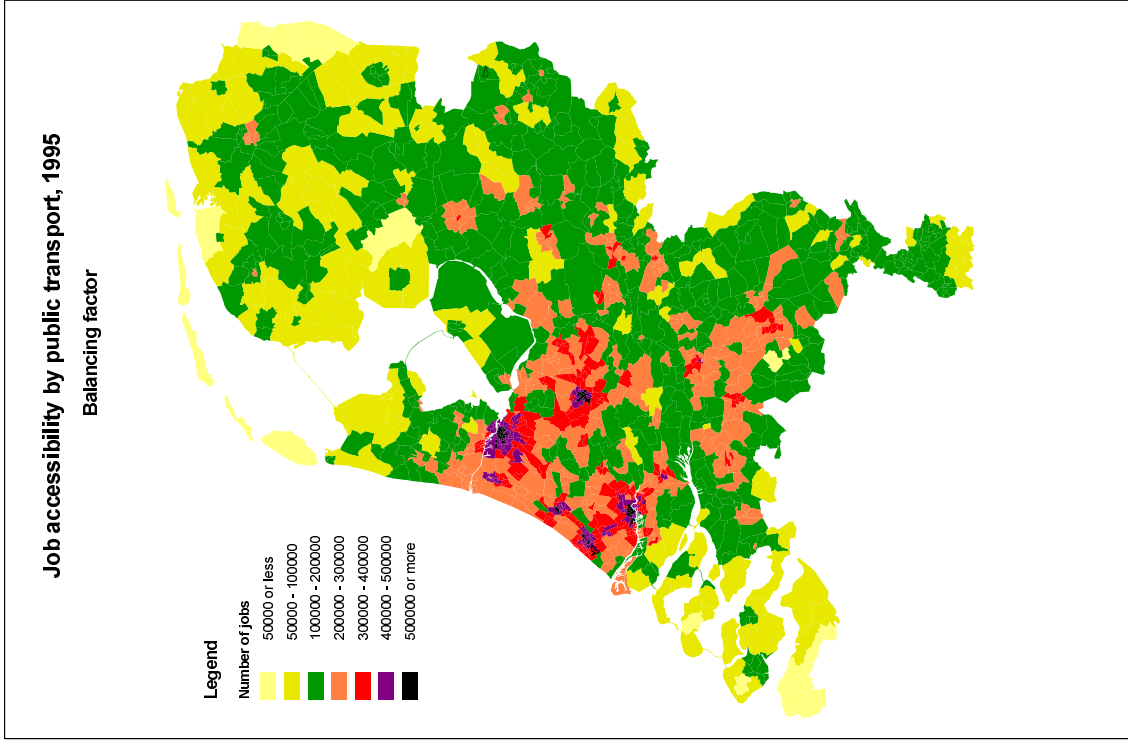 Job accessibility by public transport, 1995
Balancing factor
Legend
Number of jobs
50000 or less
50000 - 100000
100000 - 200000
200000 - 300000
300000 - 400000
400000 - 500000
500000 or more